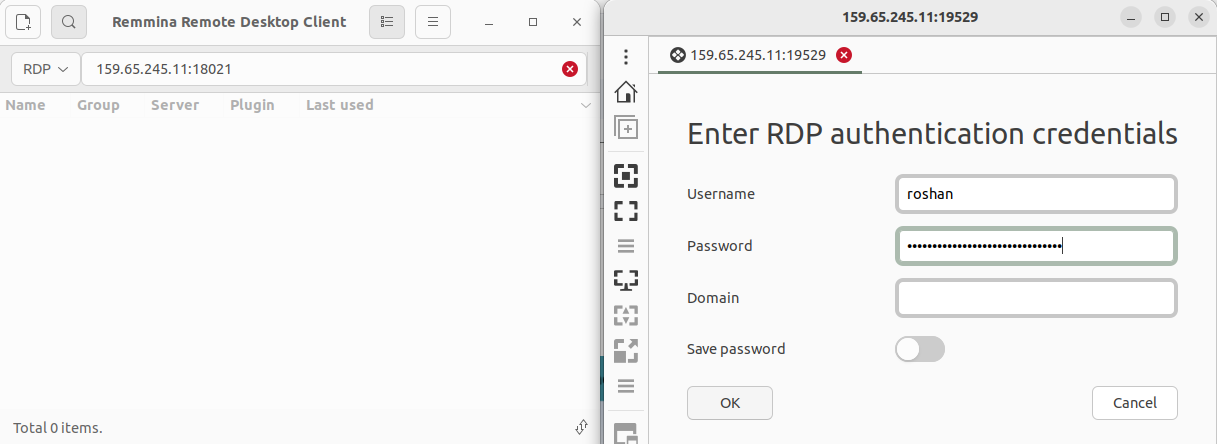 Remmina Remote Desktop Client
RDP
159.65.245.11:18021
Name Group Server Plugin Last used
Total 0 items.
159.65.245.11:19529
159.65.245.11:19529
Enter RDP authentication credentials
Username
roshan
Password
•••••••••••••••••••••••••••••••
Domain
Save password
OK
Cancel